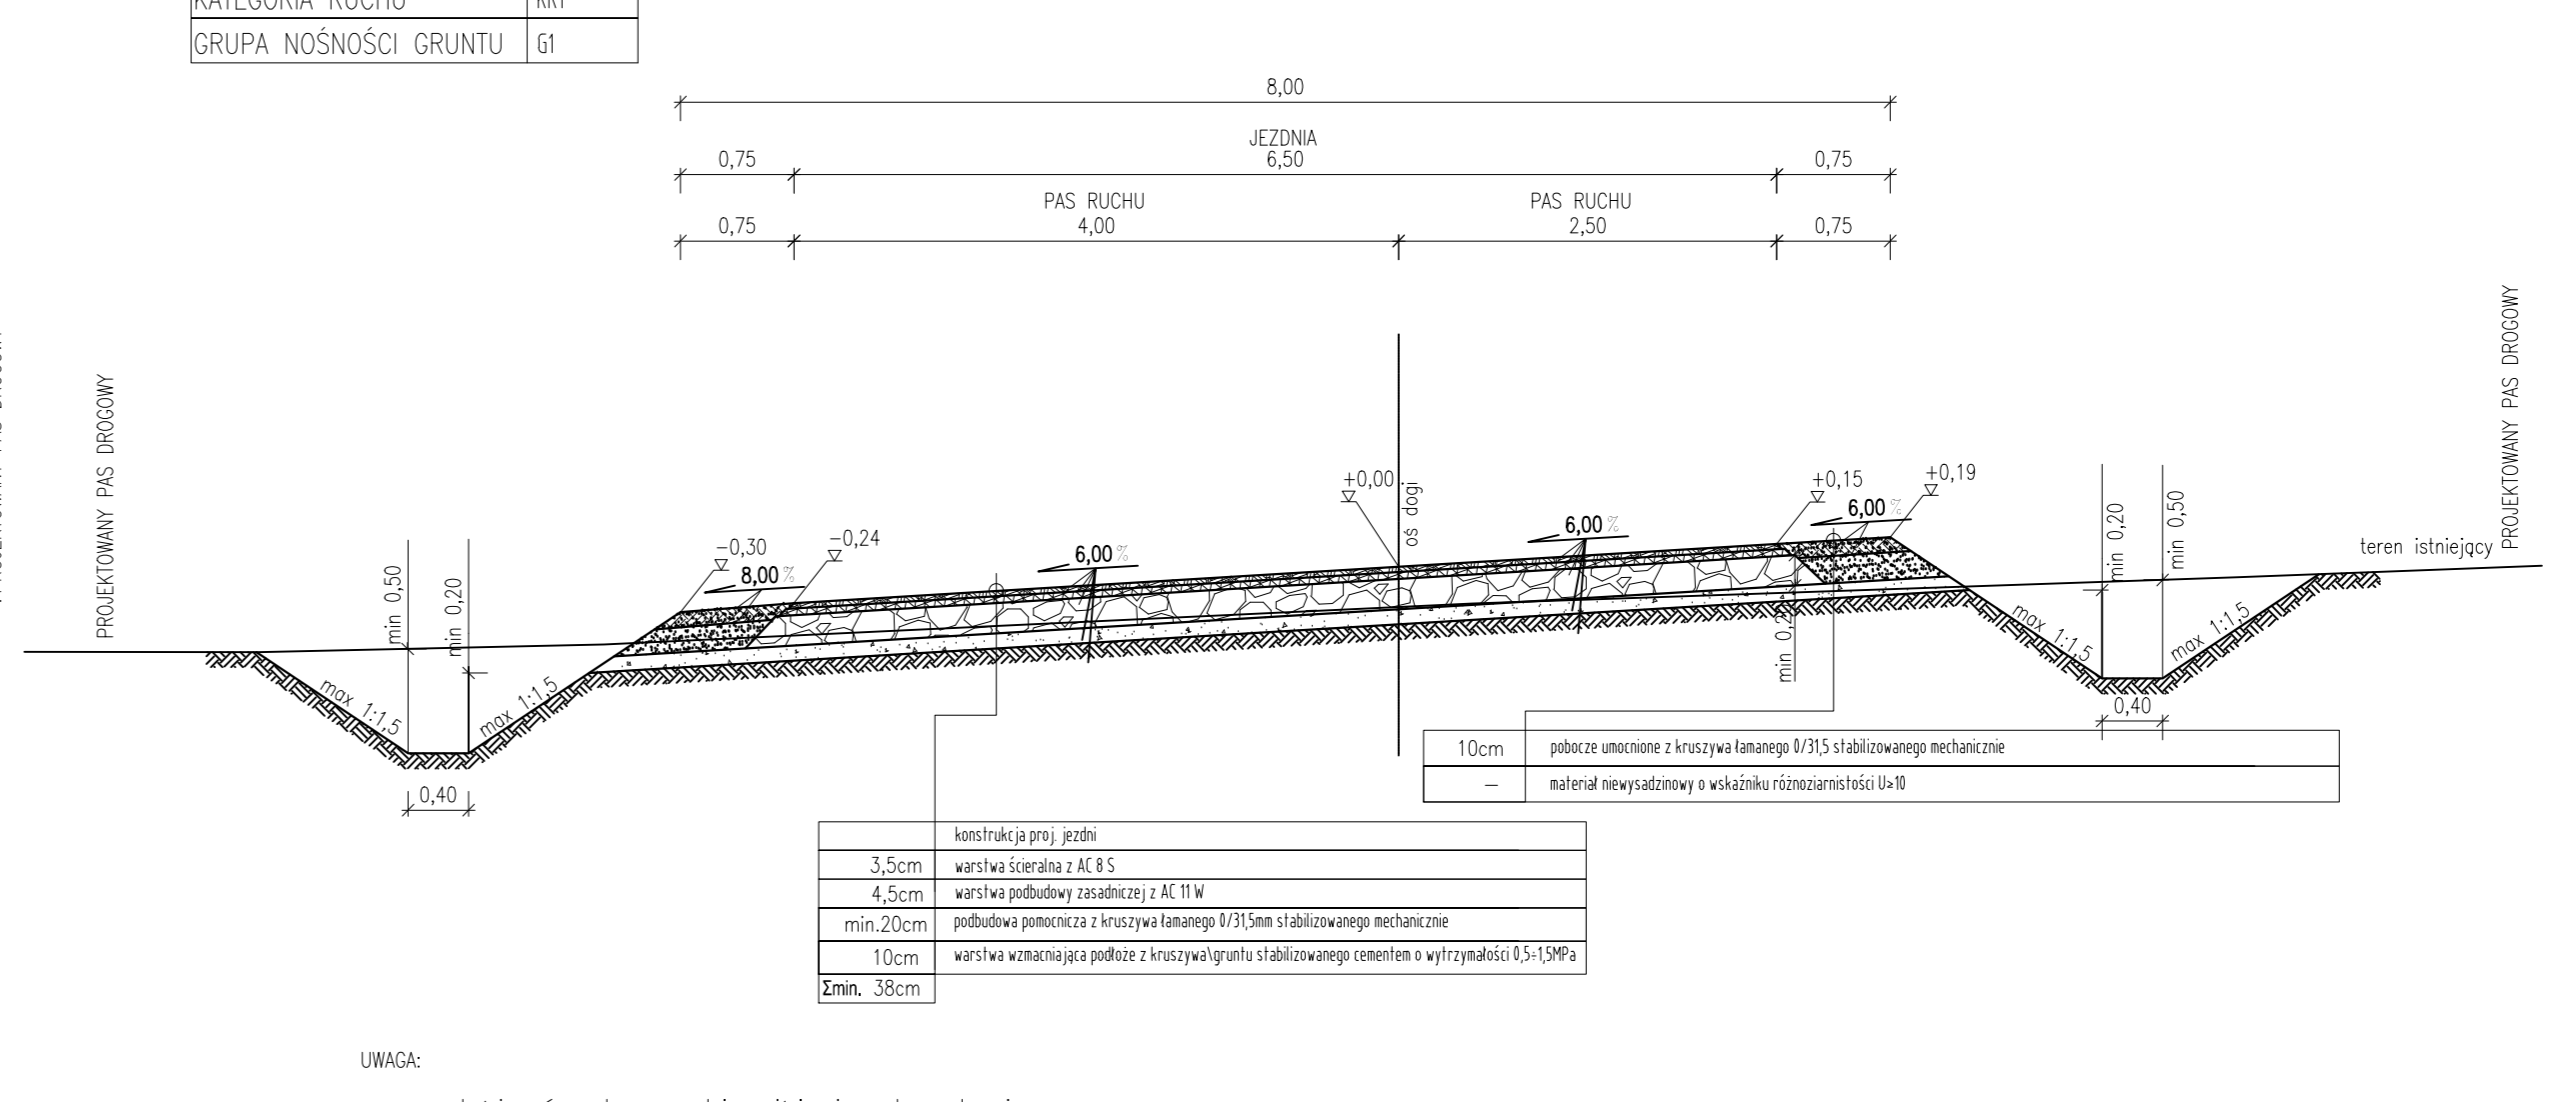 KATEGORIA RUCHU KR1
GRUPA NOŚNOŚCI GRUNTU G1
8,00
JEZDNIA
0,75 6,50 0,75
PAS RUCHU PAS RUCHU
0,75 4,00 2,50 0,75
PROJEKTOWANY PAS DROGOWY
PROJEKTOWANY PAS DROGOWY
min 0,50
min 0,20
-0,30
8,00 %
-0,24
6,00 %
+0,00
oś dogi
6,00 %
+0,15
6,00 %
+0,19
min 0,20
min 0,50
teren istniejący
max 1:1,5
max 1:1,5
max 1:1,5
max 1:1,5
0,40
0,40
10cm pobocze umocnione z kruszywa łamanego 0/31,5 stabilizowanego mechanicznie
– materiał niewysadzinowy o wskaźniku różnoziarnistości U≥10
konstrukcja proj. jezdni
3,5cm warstwa ścieralna z AC 8 S
4,5cm warstwa podbudowy zasadniczej z AC 11 W
min.20cm podbudowa pomocnicza z kruszywa łamanego 0/31,5mm stabilizowanego mechanicznie
10cm warstwa wzmacniająca podłoże z kruszywa\gruntu stabilizowanego cementem o wytrzymałości 0,5÷1,5MPa
Σmin. 38cm
UWAGA: